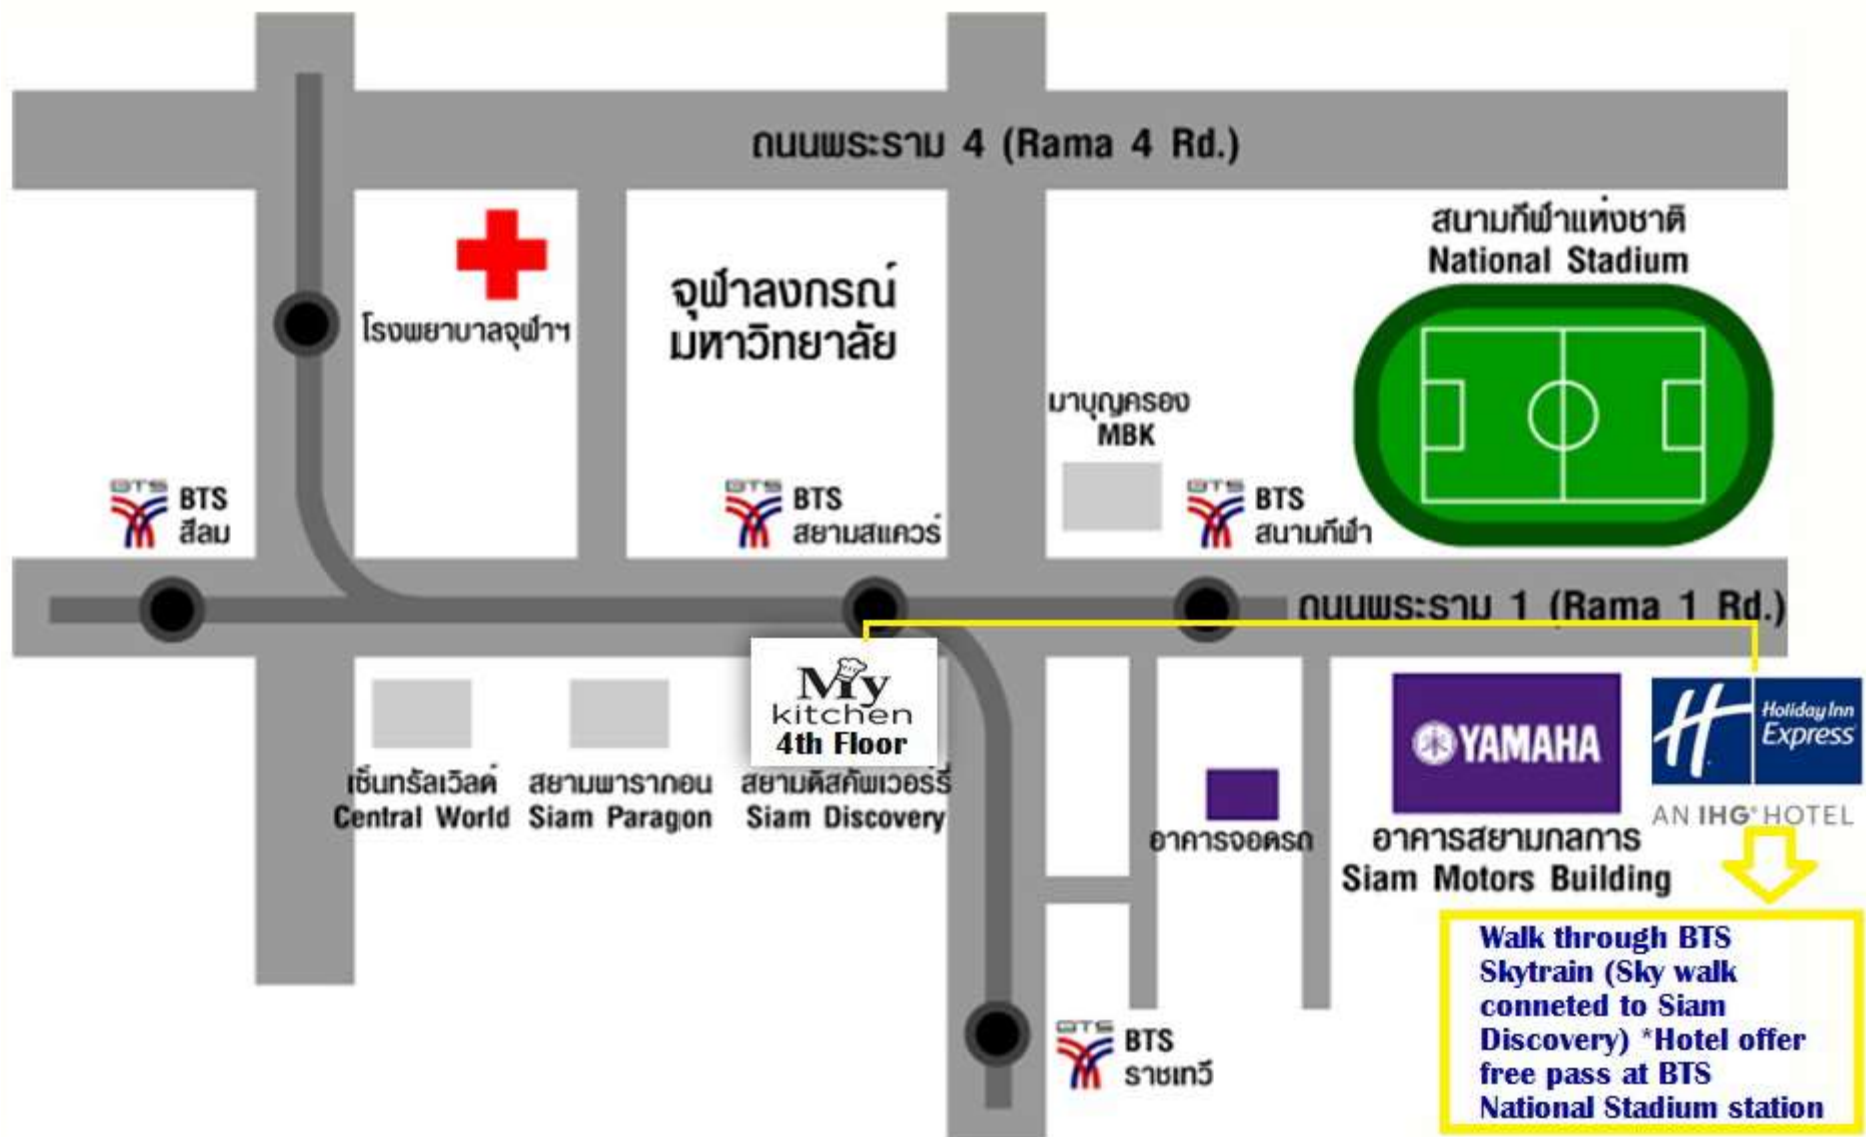 ถนนพระราม 4 (Rama 4 Rd.)
สนามกีฬาแห่งชาติ
National Stadium
โรงพยาบาลจุฬาฯ
จุฬาลงกรณ์
มหาวิทยาลัย
มาบุญครอง
MBK
BTS
BTS
สีลม
BTS
BTS
สยามสแควร์
BTS
BTS
สนามกีฬา
ถนนพระราม 1 (Rama 1 Rd.)
My
kitchen
4th Floor
YAMAHA
Holiday Inn
Express
AN IHG® HOTEL
เซ็นทรัลเวิลด์
Central World
สยามพารากอน
Siam Paragon
สยามดิสคัพเวอร์รี่
Siam Discovery
อาคารจอดรถ
อาคารสยามกลการ
Siam Motors Building
Walk through BTS
Skytrain (Sky walk
conneted to Siam
Discovery) *Hotel offer
free pass at BTS
National Stadium station
BTS
BTS
ราชเทวี